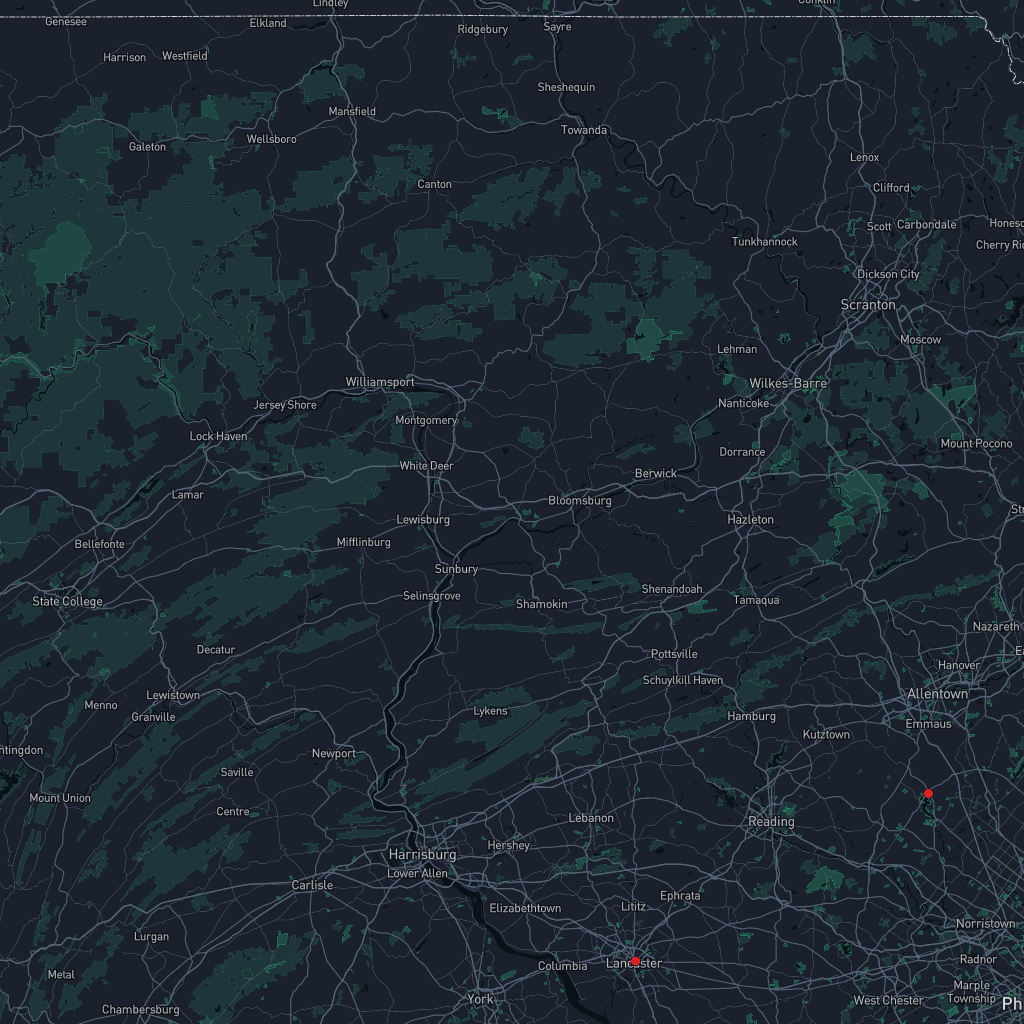 Lindley
Conklin
Genesee
Elkland
Ridgebury
Sayre
Harrison
Westfield
Sheshequin
Mansfield
Towanda
Wellsboro
Galeton
Lenox
Canton
Clifford
Scott
Carbondale
Tunkhannock
Cherry Ri
Dickson City
Scranton
Moscow
Lehman
Williamsport
Wilkes-Barre
Jersey Shore
Nanticoke
Montgomery
Lock Haven
Mount Pocono
Dorrance
White Deer
Berwick
Lamar
Bloomsburg
Lewisburg
Hazleton
Mifflinburg
Bellefonte
Sunbury
Shenandoah
Selinsgrove
State College
Shamokin
Tamaqua
Nazareth
Decatur
Pottsville
Hanover
Schuylkill Haven
Lewistown
Allentown
Menno
Granville
Lykens
Hamburg
Emmaus
Kutztown
ntingdon
Newport
Saville
Mount Union
Centre
Lebanon
Reading
Hershey
Harrisburg
Lower Allen
Carlisle
Ephrata
Lititz
Elizabethtown
Norristown
Lurgan
Radnor
Lancaster
Columbia
Metal
Marple
Township
York
West Chester
Ph
Chambersburg